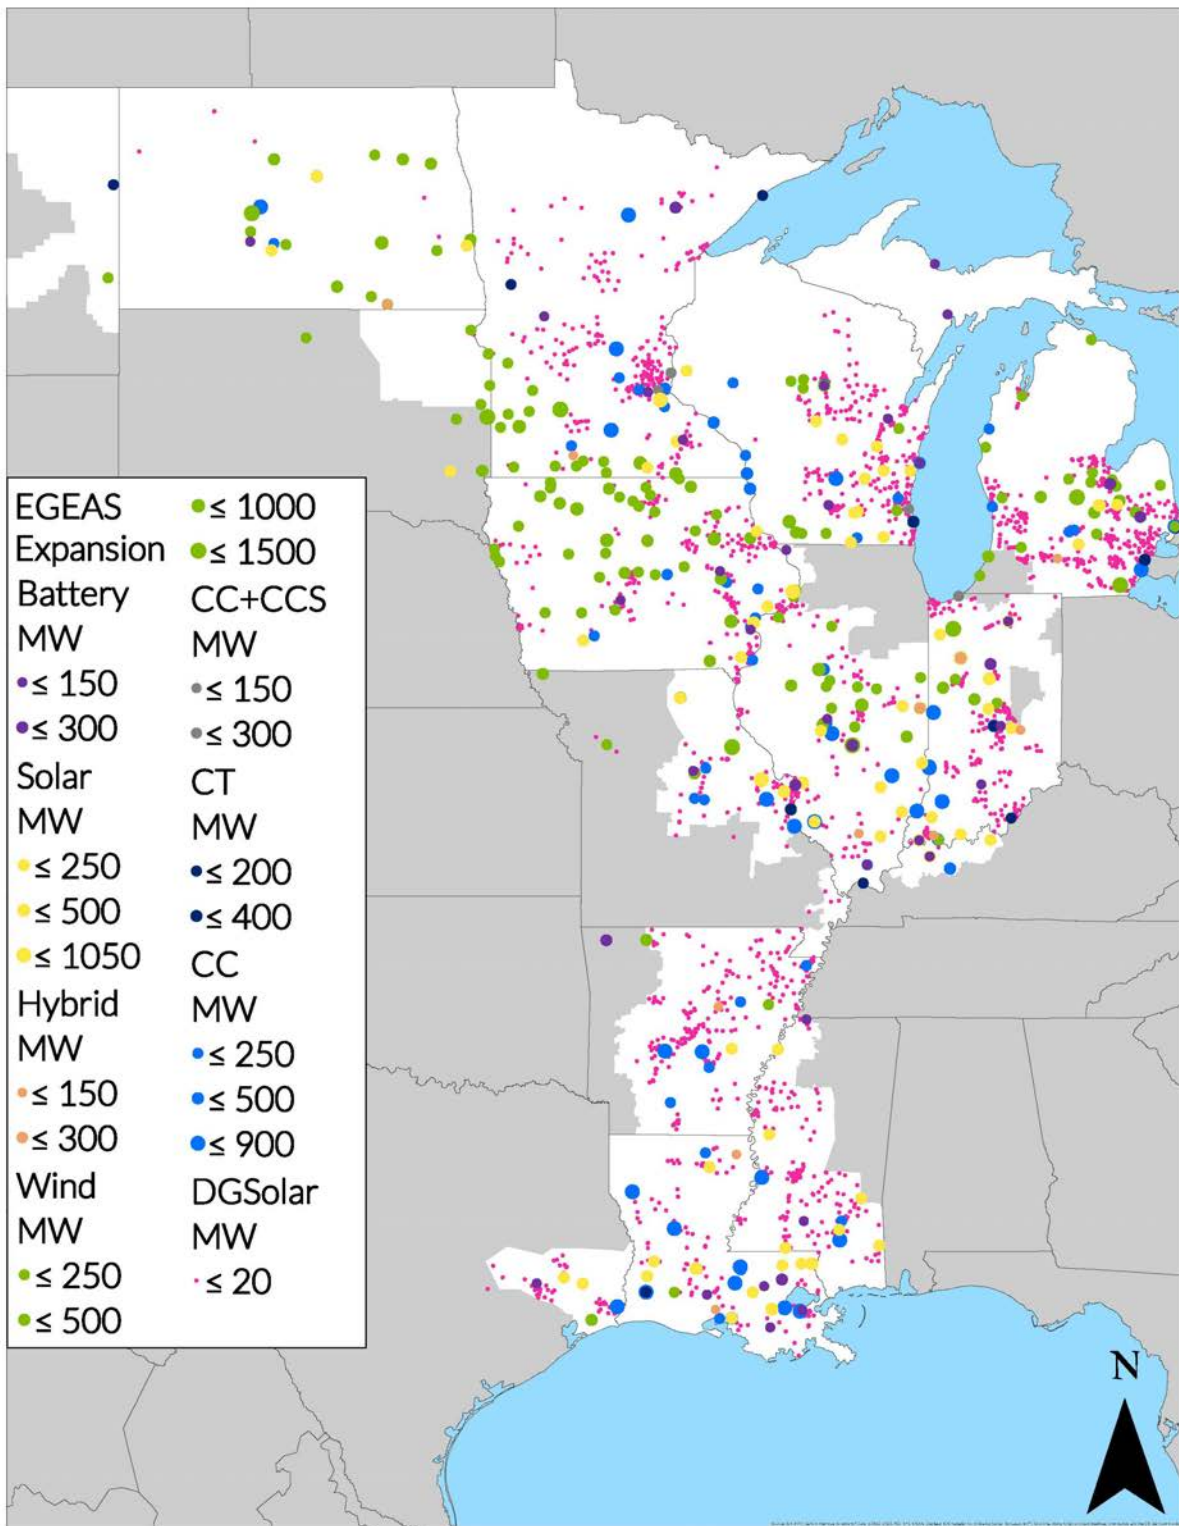 EGEAS
Expansion
Battery
MW
≤ 150
≤ 300
Solar
MW
≤ 250
≤ 500
≤ 1050
Hybrid
MW
≤ 150
≤ 300
Wind
MW
≤ 250
≤ 500
≤ 1000
≤ 1500
CC+CCS
MW
≤ 150
≤ 300
CT
MW
≤ 200
≤ 400
CC
MW
≤ 250
≤ 500
≤ 900
DGSolar
MW
≤ 20
N